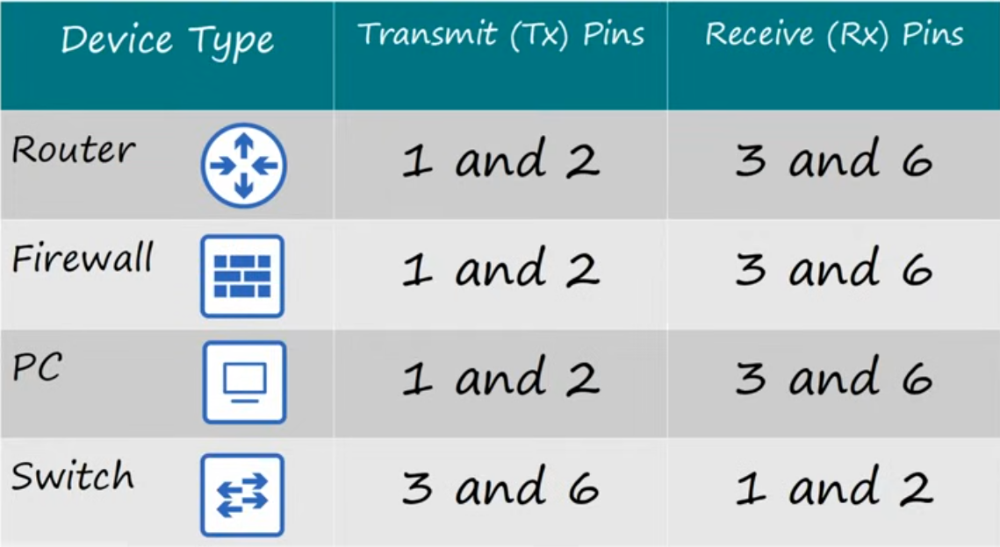 Device Type Transmit (Tx) Pins Receive (Rx) Pins
Router 1 and 2 3 and 6
Firewall 1 and 2 3 and 6
PC 1 and 2 3 and 6
Switch 3 and 6 1 and 2